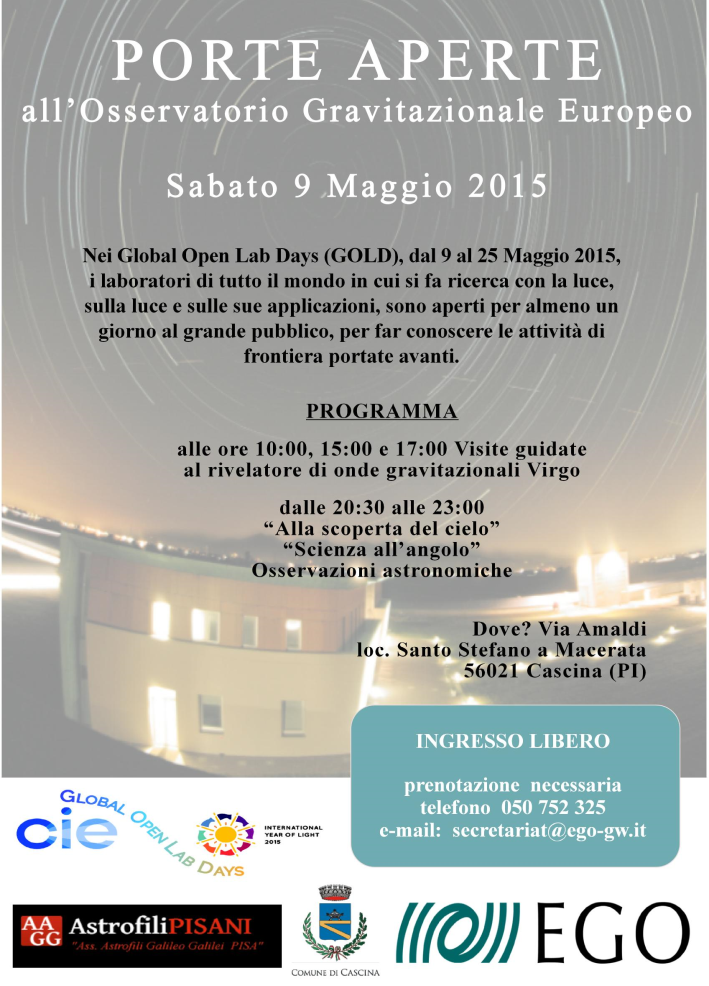 PORTE APERTE
all'Osservatorio Gravitazionale Europeo
Sabato 9 Maggio 2015
Nei Global Open Lab Days (GOLD), dal 9 al 25 Maggio 2015,
i laboratori di tutto il mondo in cui si fa ricerca con la luce,
sulla luce e sulle sue applicazioni, sono aperti per almeno un
giorno al grande pubblico, per far conoscere le attività di
frontiera portate avanti.
PROGRAMMA
alle ore 10:00, 15:00 e 17:00 Visite guidate
al rivelatore di onde gravitazionali Virgo
dalle 20:30 alle 23:00
“Alla scoperta del cielo”
“Scienza all’angolo”
Osservazioni astronomiche
Dove? Via Amaldi
loc. Santo Stefano a Macerata
56021 Cascina (PI)
INGRESSO LIBERO
prenotazione necessaria
telefono 050 752 325
e-mail: secretariat@ego-gw.it
GLOBAL OPEN LAB DAYS
cie
INTERNATIONAL
YEAR OF LIGHT
2015
AA
GG
AstrofiliPISANI
"Ass. Astrofili Galileo Galilei PISA"
COMUNE DI CASCINA
EGO